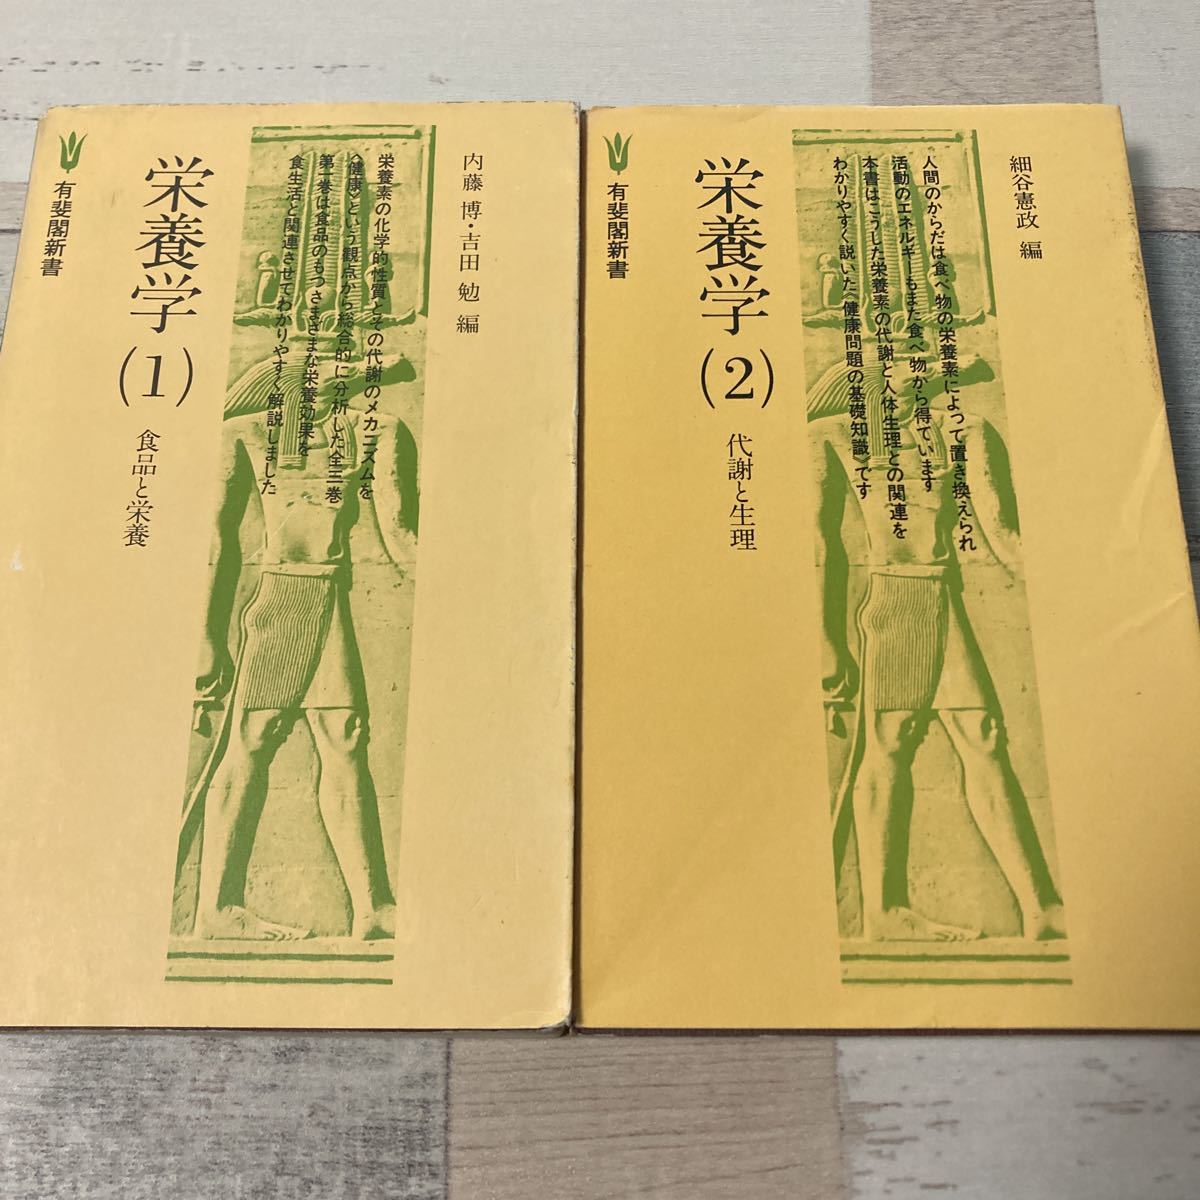 内藤 博・吉田 勉 編
栄養素の化学的性質とその代謝のメカニズムを
《健康》という観点から総合的に分析した全三巻
第一巻は食品のもつさまざまな栄養効果を
食生活と関連させてわかりやすく解説しました
栄養学(1)
食品と栄養
有斐閣新書
細谷憲政 編
人間のからだは食べ物の栄養素によって置き換えられ
活動のエネルギーもまた食べ物から得ています
本書はこうした栄養素の代謝と人体生理との関連を
わかりやすく説いた《健康問題の基礎知識》です
栄養学(2)
代謝と生理
有斐閣新書